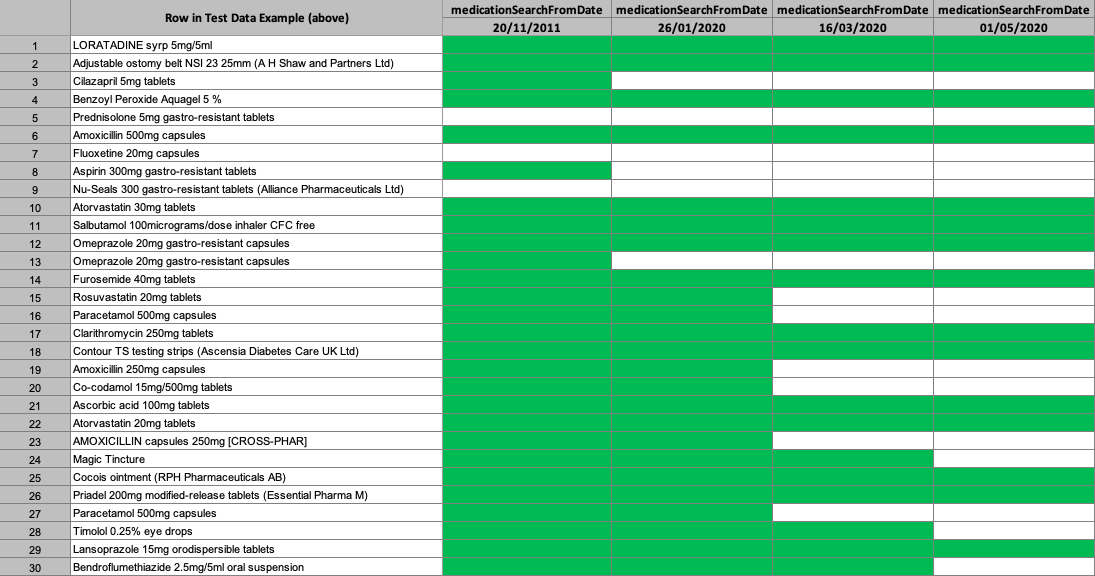 Row in Test Data Example (above) medicationSearchFromDate medicationSearchFromDate medicationSearchFromDate medicationSearchFromDate
20/11/2011 26/01/2020 16/03/2020 01/05/2020
1 LORATADINE syrp 5mg/5ml
2 Adjustable ostomy belt NSI 23 25mm (A H Shaw and Partners Ltd)
3 Cilazapril 5mg tablets
4 Benzoyl Peroxide Aquagel 5 %
5 Prednisolone 5mg gastro-resistant tablets
6 Amoxicillin 500mg capsules
7 Fluoxetine 20mg capsules
8 Aspirin 300mg gastro-resistant tablets
9 Nu-Seals 300 gastro-resistant tablets (Alliance Pharmaceuticals Ltd)
10 Atorvastatin 30mg tablets
11 Salbutamol 100micrograms/dose inhaler CFC free
12 Omeprazole 20mg gastro-resistant capsules
13 Omeprazole 20mg gastro-resistant capsules
14 Furosemide 40mg tablets
15 Rosuvastatin 20mg tablets
16 Paracetamol 500mg capsules
17 Clarithromycin 250mg tablets
18 Contour TS testing strips (Ascensia Diabetes Care UK Ltd)
19 Amoxicillin 250mg capsules
20 Co-codamol 15mg/500mg tablets
21 Ascorbic acid 100mg tablets
22 Atorvastatin 20mg tablets
23 AMOXICILLIN capsules 250mg [CROSS-PHAR]
24 Magic Tincture
25 Cocois ointment (RPH Pharmaceuticals AB)
26 Priadel 200mg modified-release tablets (Essential Pharma M)
27 Paracetamol 500mg capsules
28 Timolol 0.25% eye drops
29 Lansoprazole 15mg orodispersible tablets
30 Bendroflumethiazide 2.5mg/5ml oral suspension